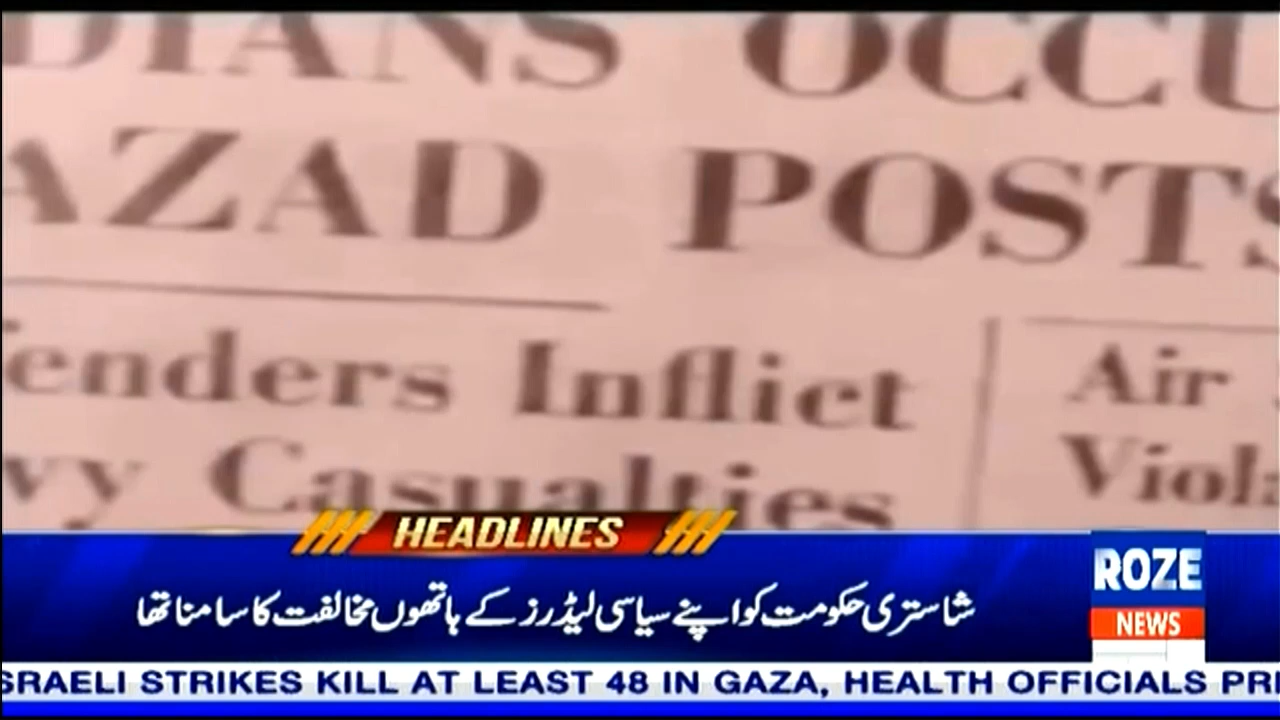 DIANS OCCU
AZAD POSTS
enders Inflict
vy Casualties
Air
Viola
HEADLINES
شاستری حکومت کو اپنے سیاسی لیڈرز کے ہاتھوں مخالفت کا سامنا تھا
ROZE
NEWS
SRAELI STRIKES KILL AT LEAST 48 IN GAZA, HEALTH OFFICIALS PRE